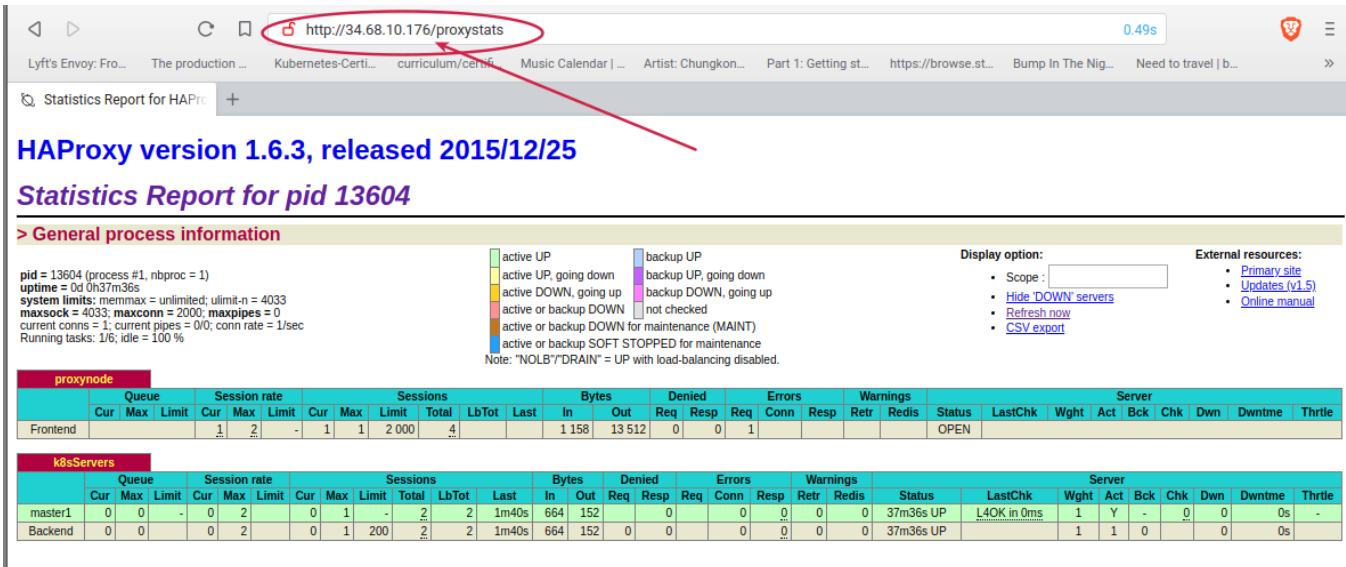 http://34.68.10.176/proxystats 0.49s
Lyft's Envoy: Fro... The production ... Kubernetes-Certi... curriculum/certifi... Music Calendar | ... Artist: Chungkon... Part 1: Getting st... https://browse.st... Bump In The Nig... Need to travel | b... »
Statistics Report for HAPro +
HAProxy version 1.6.3, released 2015/12/25
Statistics Report for pid 13604
> General process information
pid = 13604 (process #1, nbproc = 1)
uptime = 0d 0h37m36s
system limits: memmax = unlimited; ulimit-n = 4033
maxsock = 4033; maxconn = 2000; maxpipes = 0
current conns = 1; current pipes = 0/0; conn rate = 1/sec
Running tasks: 1/6; idle = 100 %
active UP backup UP
active UP, going down backup UP, going down
active DOWN, going up backup DOWN, going up
active or backup DOWN not checked
active or backup DOWN for maintenance (MAINT)
active or backup SOFT STOPPED for maintenance
Note: "NOLB"/"DRAIN" = UP with load-balancing disabled.
Display option:
• Scope :
• Hide 'DOWN' servers
• Refresh now
• CSV export
External resources:
• Primary site
• Updates (v1.5)
• Online manual
proxynode
Queue Session rate Sessions Bytes Denied Errors Warnings Server
Cur Max Limit Cur Max Limit Cur Max Limit Total LbTot Last In Out Req Resp Req Conn Resp Retr Redis Status LastChk Wght Act Bck Chk Dwn Dwntme Thrtle
Frontend 1 2 - 1 1 2 000 4 1 158 13 512 0 0 1 OPEN
k8sServers
Queue Session rate Sessions Bytes Denied Errors Warnings Server
Cur Max Limit Cur Max Limit Cur Max Limit Total LbTot Last In Out Req Resp Req Conn Resp Retr Redis Status LastChk Wght Act Bck Chk Dwn Dwntme Thrtle
master1 0 0 - 0 2 0 1 - 2 2 1m40s 664 152 0 0 0 0 0 37m36s UP L4OK in 0ms 1 Y - 0 0 0s -
Backend 0 0 0 2 0 1 200 2 2 1m40s 664 152 0 0 0 0 0 0 37m36s UP 1 1 0 0 0s